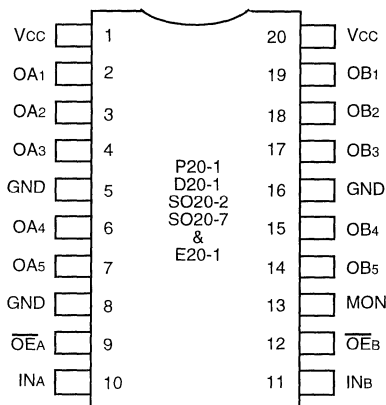 Vcc 1 20 Vcc
OA1 2 19 OB1
OA2 3 18 OB2
OA3 4 17 OB3
GND 5 16 GND
OA4 6 15 OB4
OA5 7 14 OB5
GND 8 13 MON
O̅E̅A 9 12 O̅E̅B
INA 10 11 INB
P20-1
D20-1
SO20-2
SO20-7
&
E20-1